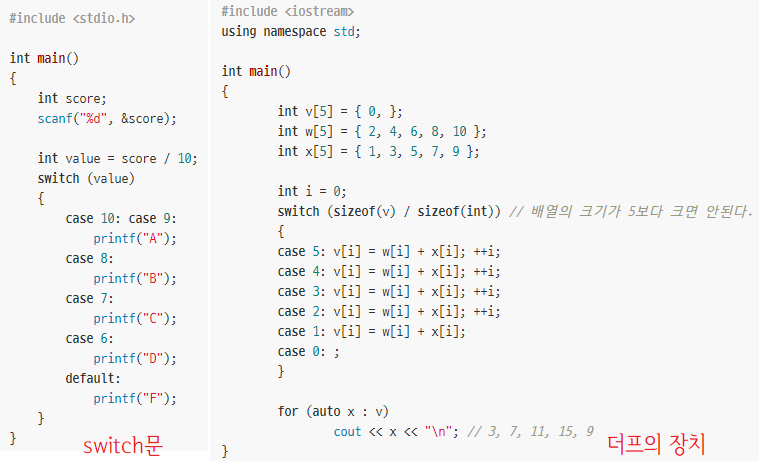 #include <stdio.h>
int main()
{
int score;
scanf("%d", &score);
int value = score / 10;
switch (value)
{
case 10: case 9:
printf("A");
case 8:
printf("B");
case 7:
printf("C");
case 6:
printf("D");
default:
printf("F");
}
}
switch문
#include <iostream>
using namespace std;
int main()
{
int v[5] = { 0, };
int w[5] = { 2, 4, 6, 8, 10 };
int x[5] = { 1, 3, 5, 7, 9 };
int i = 0;
switch (sizeof(v) / sizeof(int)) // 배열의 크기가 5보다 크면 안된다.
{
case 5: v[i] = w[i] + x[i]; ++i;
case 4: v[i] = w[i] + x[i]; ++i;
case 3: v[i] = w[i] + x[i]; ++i;
case 2: v[i] = w[i] + x[i]; ++i;
case 1: v[i] = w[i] + x[i];
case 0: ;
}
for (auto x : v)
cout << x << "\n"; // 3, 7, 11, 15, 9
}
더프의 장치